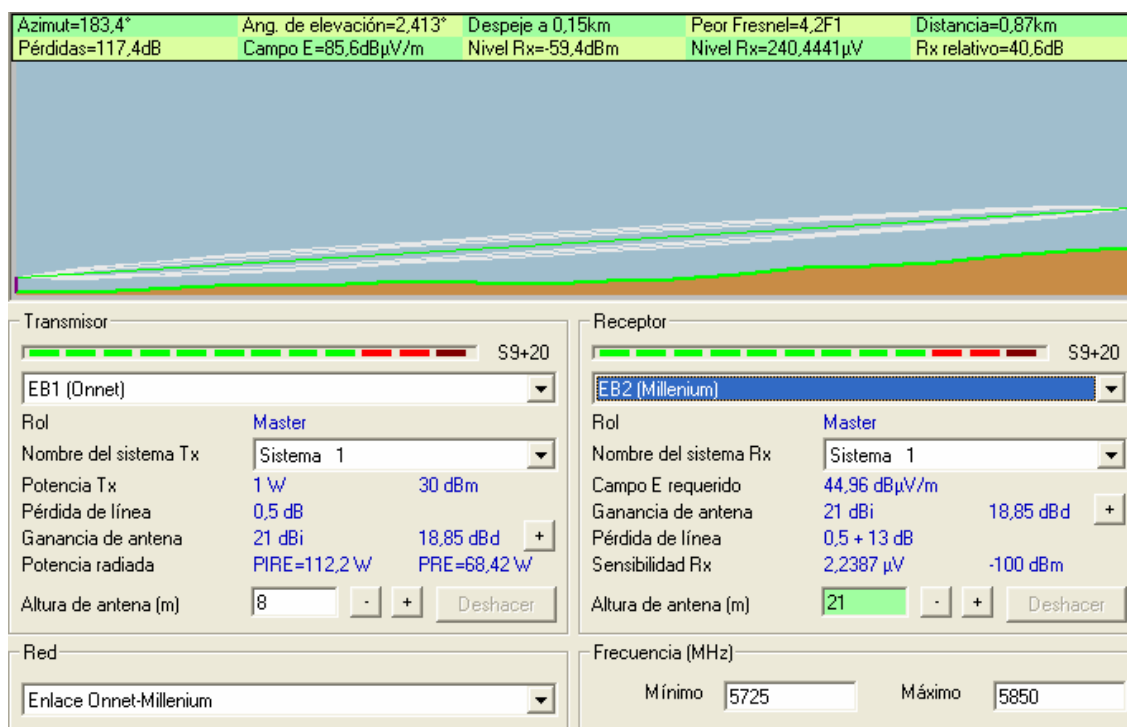 Azimut=183,4° Ang. de elevación=2,413° Despeje a 0,15km Peor Fresnel=4,2F1 Distancia=0,87km
Pérdidas=117,4dB Campo E=85,6dBµV/m Nivel Rx=-59,4dBm Nivel Rx=240,4441µV Rx relativo=40,6dB
Transmisor
S9+20
EB1 (Onnet)
Rol Master
Nombre del sistema Tx Sistema 1
Potencia Tx 1 W 30 dBm
Pérdida de línea 0,5 dB
Ganancia de antena 21 dBi 18,85 dBd +
Potencia radiada PIRE=112,2 W PRE=68,42 W
Altura de antena (m) 8 - + Deshacer
Red
Enlace Onnet-Millenium
Receptor
S9+20
EB2 (Millenium)
Rol Master
Nombre del sistema Rx Sistema 1
Campo E requerido 44,96 dBµV/m
Ganancia de antena 21 dBi 18,85 dBd +
Pérdida de línea 0,5 + 13 dB
Sensibilidad Rx 2,2387 µV -100 dBm
Altura de antena (m) 21 - + Deshacer
Frecuencia (MHz)
Mínimo 5725 Máximo 5850